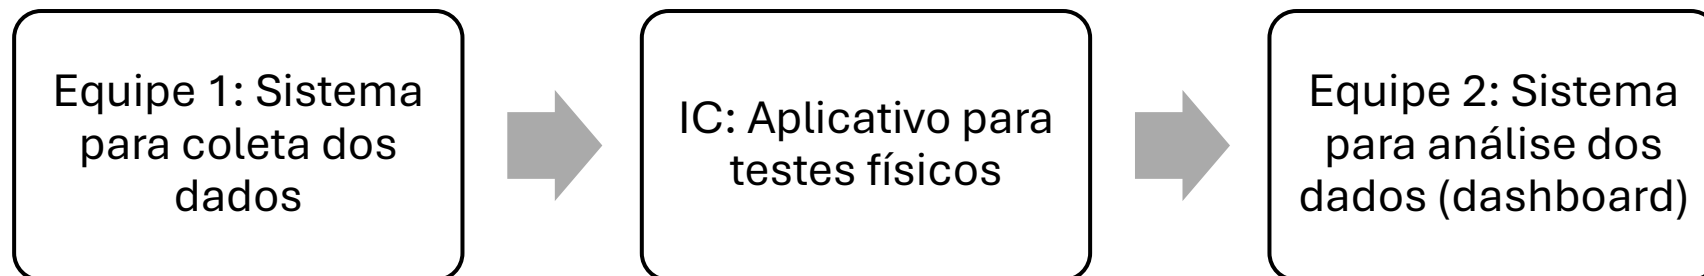 Equipe 1: Sistema
para coleta dos
dados
IC: Aplicativo para
testes físicos
Equipe 2: Sistema
para análise dos
dados (dashboard)